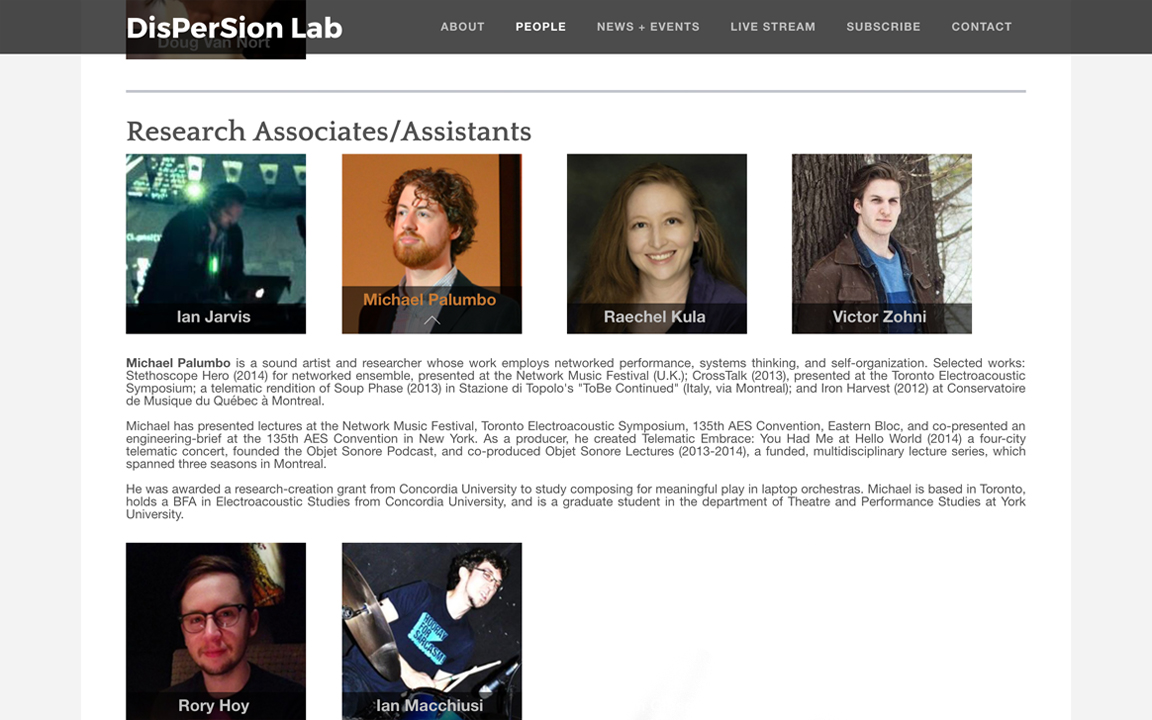 DisPerSion Lab
ABOUT
PEOPLE
NEWS + EVENTS
LIVE STREAM
SUBSCRIBE
CONTACT
Doug Van Nort
Research Associates/Assistants
Ian Jarvis
Michael Palumbo
Raechel Kula
Victor Zohni
Michael Palumbo is a sound artist and researcher whose work employs networked performance, systems thinking, and self-organization. Selected works:
Stethoscope Hero (2014) for networked ensemble, presented at the Network Music Festival (U.K.); CrossTalk (2013), presented at the Toronto Electroacoustic
Symposium; a telematic rendition of Soup Phase (2013) in Stazione di Topolo's "ToBe Continued" (Italy, via Montreal); and Iron Harvest (2012) at Conservatoire
de Musique du Québec à Montreal.
Michael has presented lectures at the Network Music Festival, Toronto Electroacoustic Symposium, 135th AES Convention, Eastern Bloc, and co-presented an
engineering-brief at the 135th AES Convention in New York. As a producer, he created Telematic Embrace: You Had Me at Hello World (2014) a four-city
telematic concert, founded the Objet Sonore Podcast, and co-produced Objet Sonore Lectures (2013-2014), a funded, multidisciplinary lecture series, which
spanned three seasons in Montreal.
He was awarded a research-creation grant from Concordia University to study composing for meaningful play in laptop orchestras. Michael is based in Toronto,
holds a BFA in Electroacoustic Studies from Concordia University, and is a graduate student in the department of Theatre and Performance Studies at York
University.
HOORAY
FOR
SARCASM
Rory Hoy
Ian Macchiusi